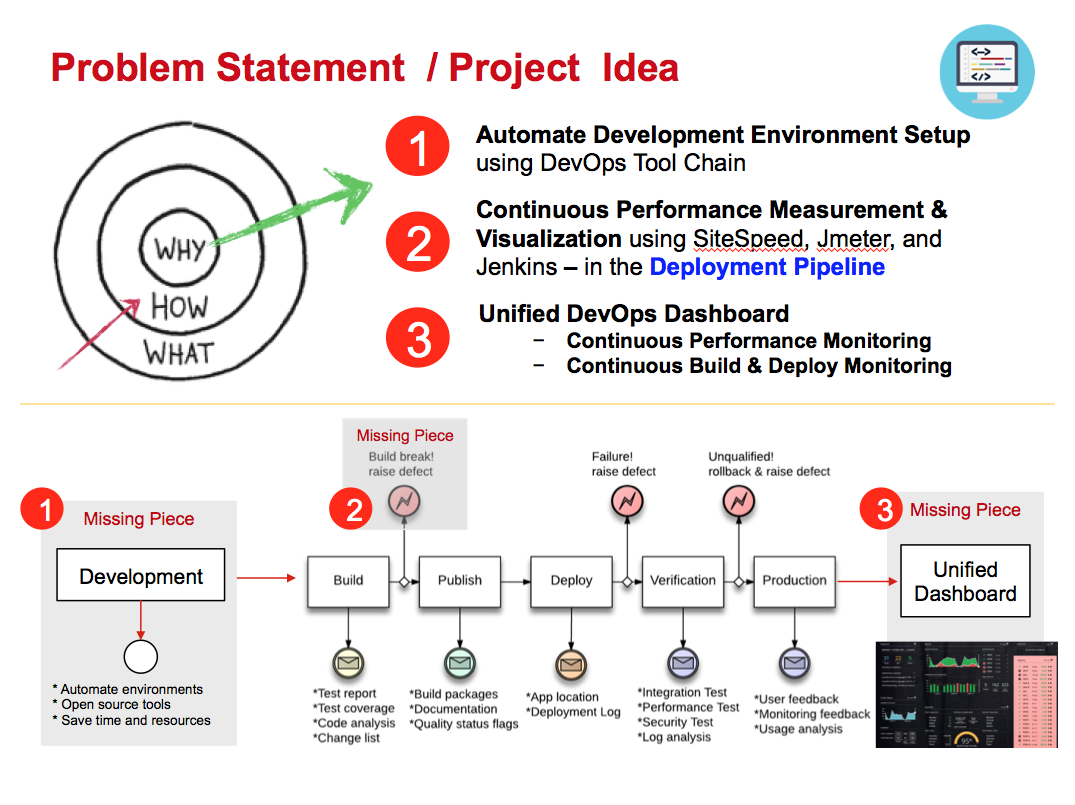 Problem Statement / Project Idea
<-->
</>
WHY
HOW
WHAT
1
Automate Development Environment Setup
using DevOps Tool Chain
2
Continuous Performance Measurement &
Visualization using SiteSpeed, Jmeter, and
Jenkins – in the Deployment Pipeline
3
Unified DevOps Dashboard
– Continuous Performance Monitoring
– Continuous Build & Deploy Monitoring
1
Missing Piece
Development
* Automate environments
* Open source tools
* Save time and resources
2
Missing Piece
Build break!
raise defect
Failure!
raise defect
Unqualified!
rollback & raise defect
Build
Publish
Deploy
Verification
Production
*Test report
*Test coverage
*Code analysis
*Change list
*Build packages
*Documentation
*Quality status flags
*App location
*Deployment Log
*Integration Test
*Performance Test
*Security Test
*Log analysis
*User feedback
*Monitoring feedback
*Usage analysis
3
Missing Piece
Unified
Dashboard